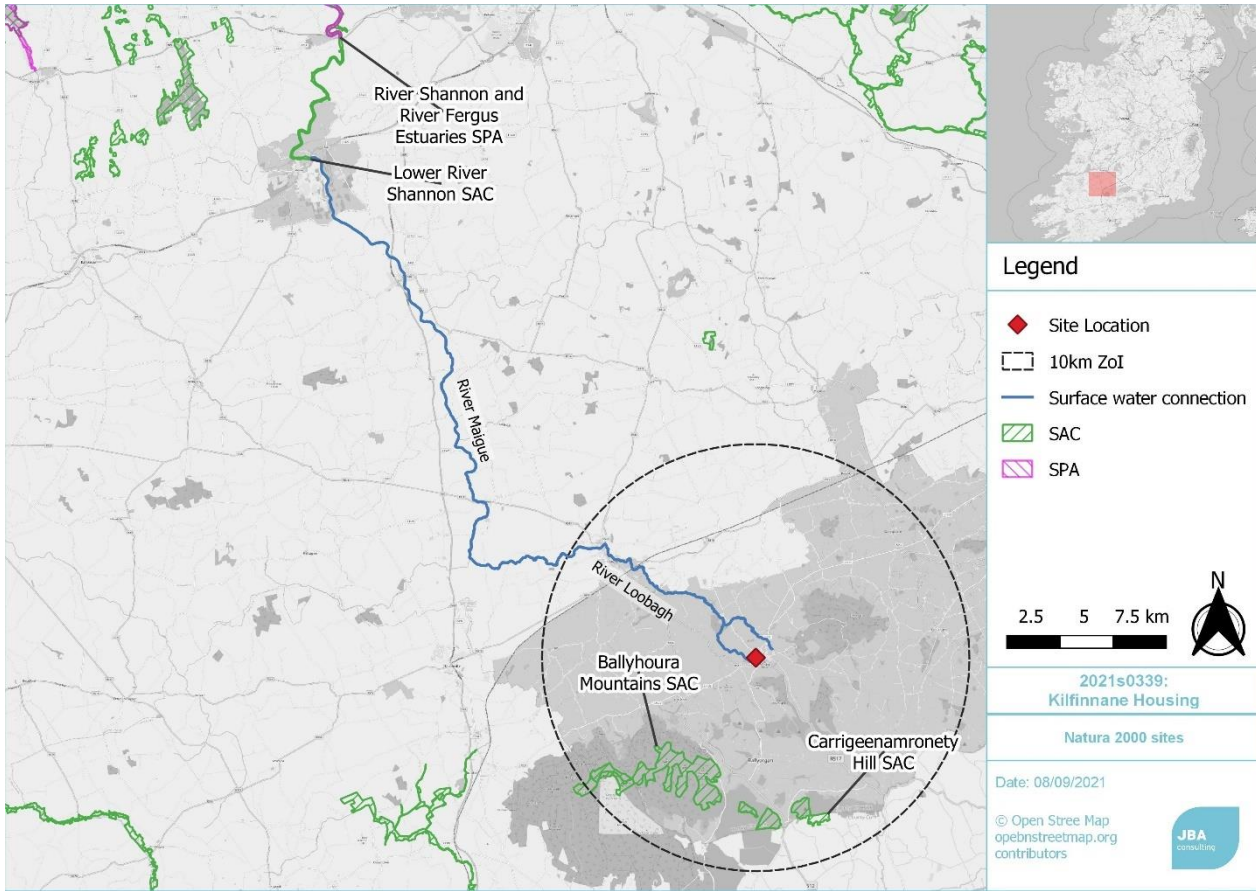 River Shannon and
River Fergus
Estuaries SPA
Lower River
Shannon SAC
River Maigue
River Loobagh
Ballyhoura
Mountains SAC
Carrigeenamronety
Hill SAC
Legend
Site Location
10km ZoI
Surface water connection
SAC
SPA
N
2.5 5 7.5 km
2021s0339:
Kilfinnane Housing
Natura 2000 sites
Date: 08/09/2021
© Open Stree Map
opebnstreetmap.org
contributors
JBA
consulting